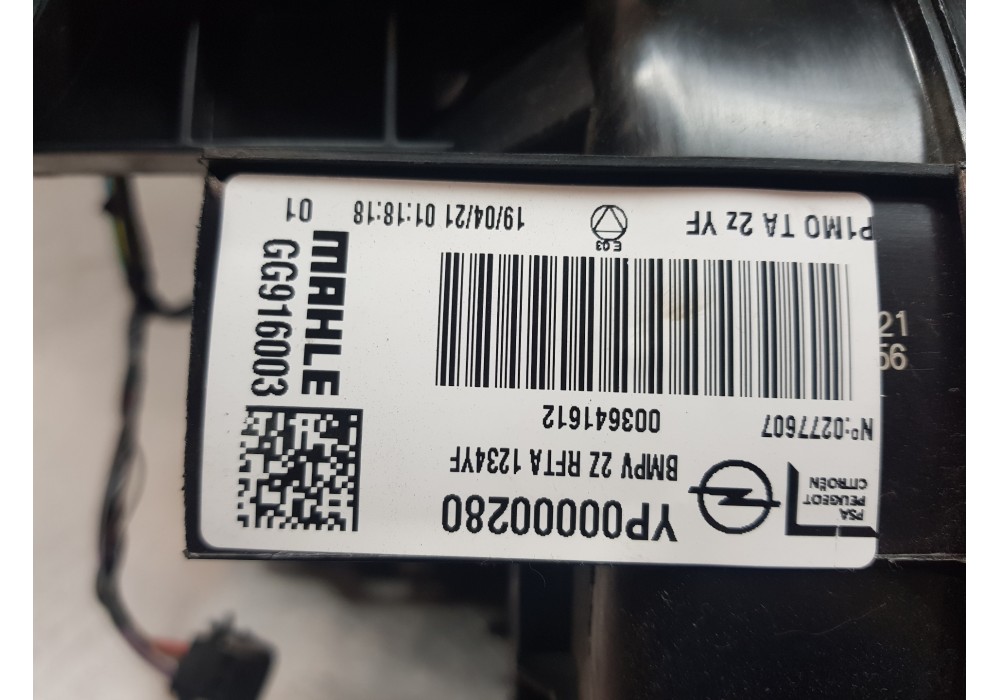 PSA
PEUGEOT
CITROËN
YP00000280
BMPV 2Z RFTA 1234YF
Nº:0277607
003641612
P1MO TA 2z YF
E.03
19/04/21 01:18:18
01
MAHLE
GG916003
21
56